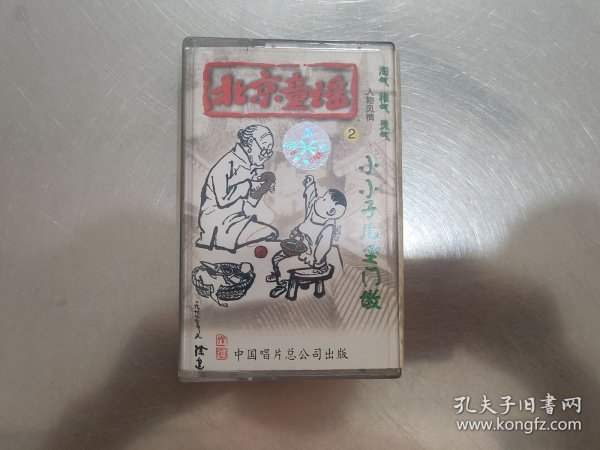 北京童瑶
淘气 稚气 灵气
人物风情
2
小小子儿坐门墩
中国唱片总公司出版
孔夫子旧书网
www.kongfz.com